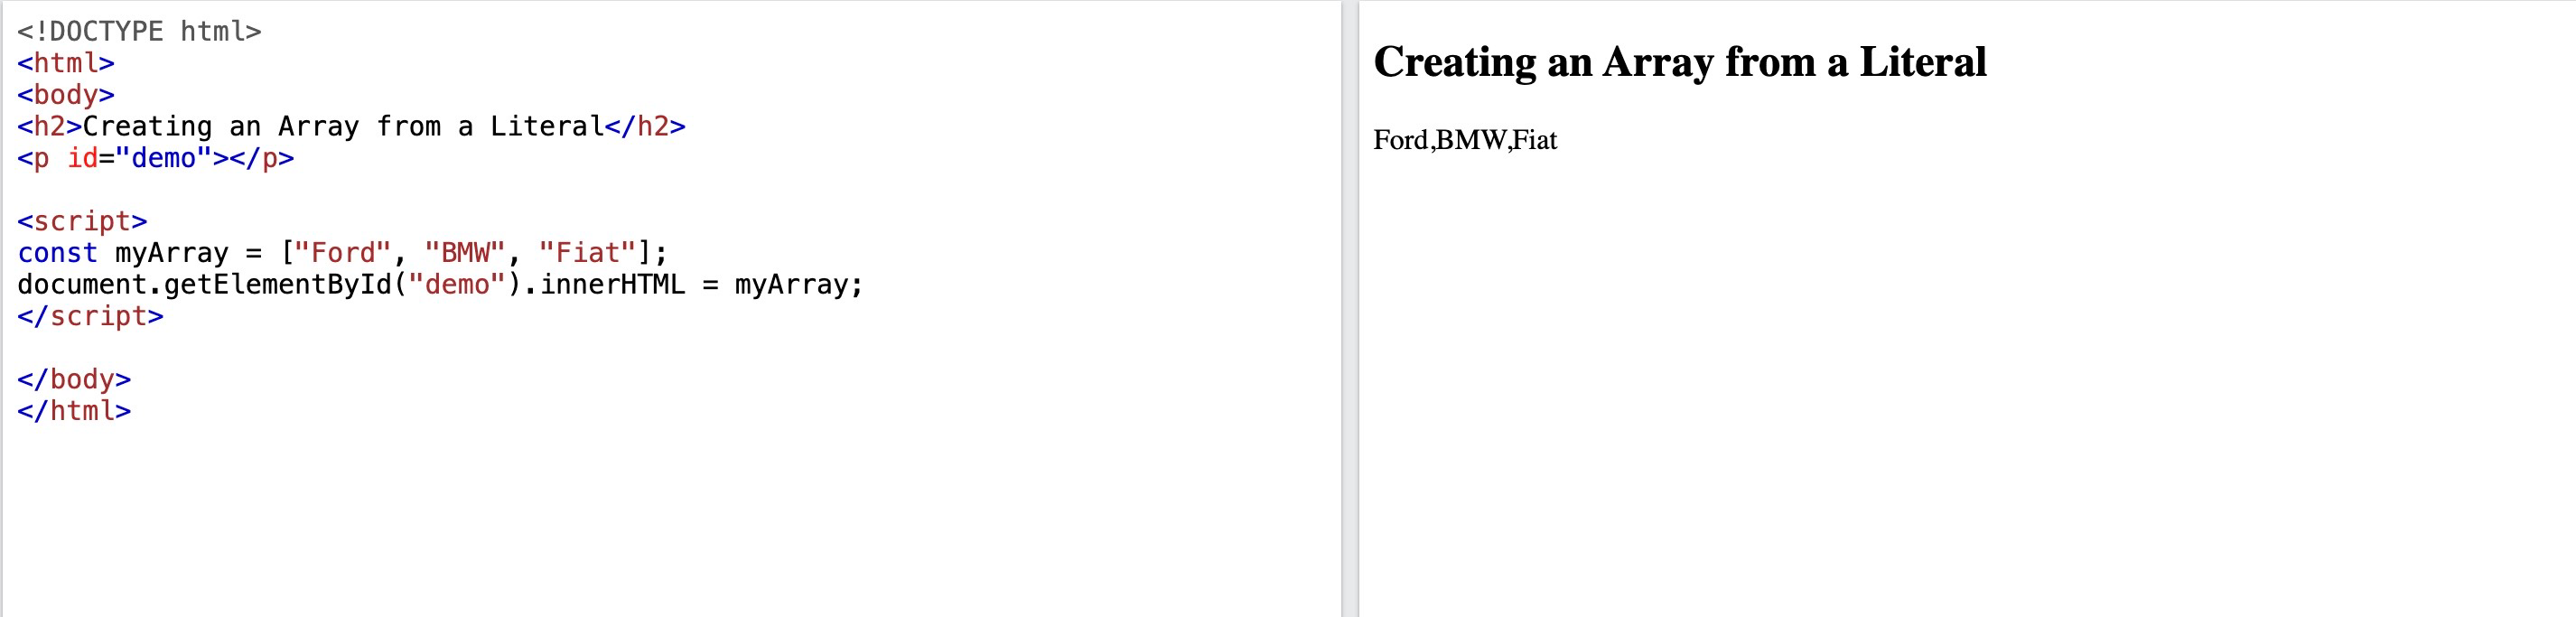 <!DOCTYPE html>
<html>
<body>
<h2>Creating an Array from a Literal</h2>
<p id="demo"></p>
<script>
const myArray = ["Ford", "BMW", "Fiat"];
document.getElementById("demo").innerHTML = myArray;
</script>
</body>
</html>
Creating an Array from a Literal
Ford,BMW,Fiat